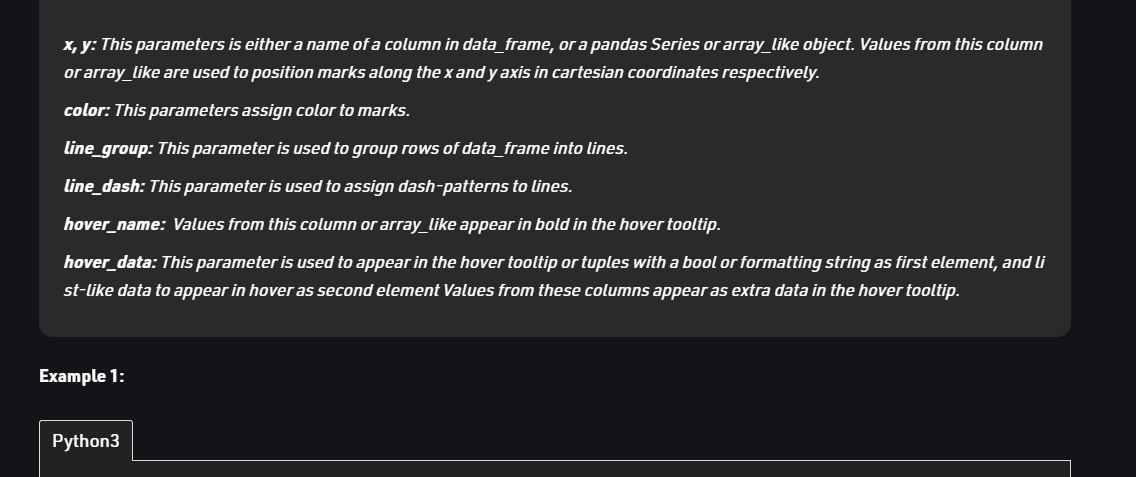 x, y: This parameters is either a name of a column in data_frame, or a pandas Series or array_like object. Values from this column
or array_like are used to position marks along the x and y axis in cartesian coordinates respectively.
color: This parameters assign color to marks.
line_group: This parameter is used to group rows of data_frame into lines.
line_dash: This parameter is used to assign dash-patterns to lines.
hover_name:  Values from this column or array_like appear in bold in the hover tooltip.
hover_data: This parameter is used to appear in the hover tooltip or tuples with a bool or formatting string as first element, and li
st-like data to appear in hover as second element Values from these columns appear as extra data in the hover tooltip.
Example 1:
Python3